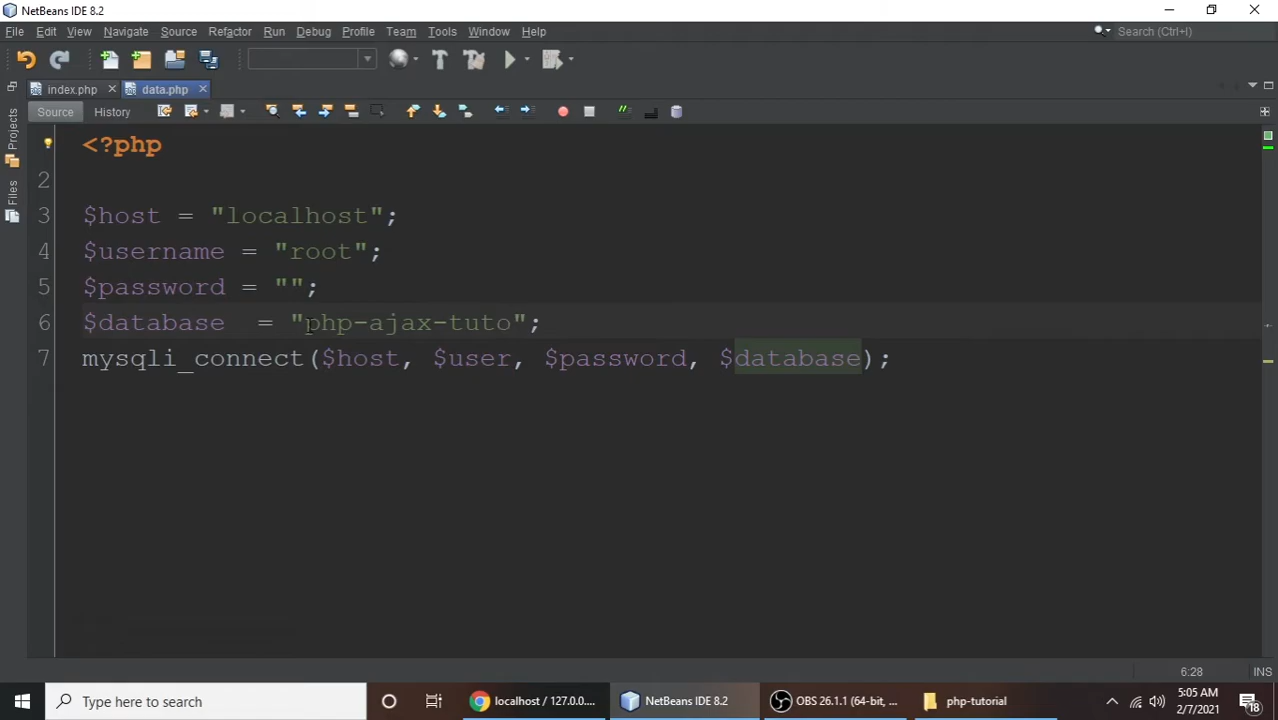 NetBeans IDE 8.2
File Edit View Navigate Source Refactor Run Debug Profile Team Tools Window Help Search (Ctrl+I)
index.php data.php
Source History
Projects
Files
<?php
2
3 $host = "localhost";
4 $username = "root";
5 $password = "";
6 $database  = "php-ajax-tuto";
7 mysqli_connect($host, $user, $password, $database);
6:28 INS
Type here to search
localhost / 127.0.0....
NetBeans IDE 8.2
OBS 26.1.1 (64-bit, ...
php-tutorial
5:05 AM
2/7/2021
18